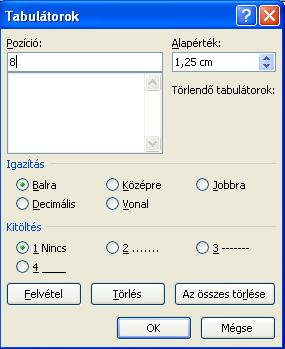 Tabulátorok
Pozíció:
Alapérték:
8
1,25 cm
Törlendő tabulátorok:
Igazítás
Balra
Középre
Jobbra
Decimális
Vonal
Kitöltés
1 Nincs
2 .......
3 -------
4 ____
Felvétel
Törlés
Az összes törlése
OK
Mégse